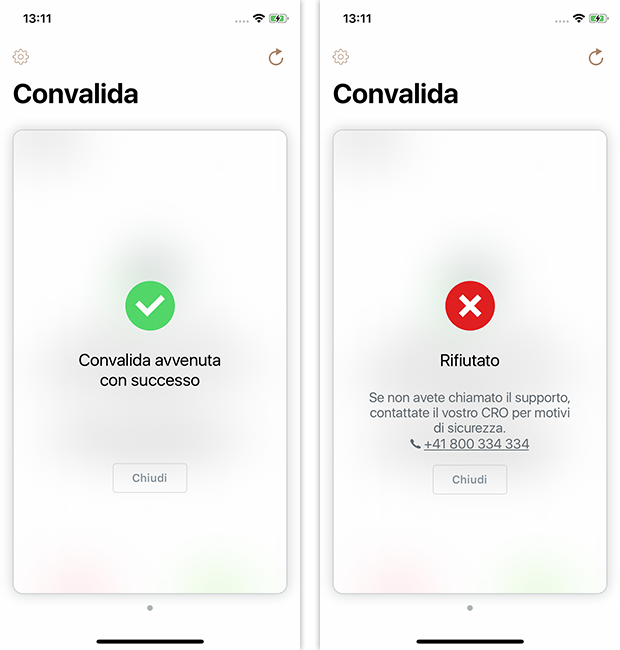 13:11
Convalida
Convalida avvenuta
con successo
Chiudi
13:11
Convalida
Rifiutato
Se non avete chiamato il supporto,
contattate il vostro CRO per motivi
di sicurezza.
+41 800 334 334
Chiudi